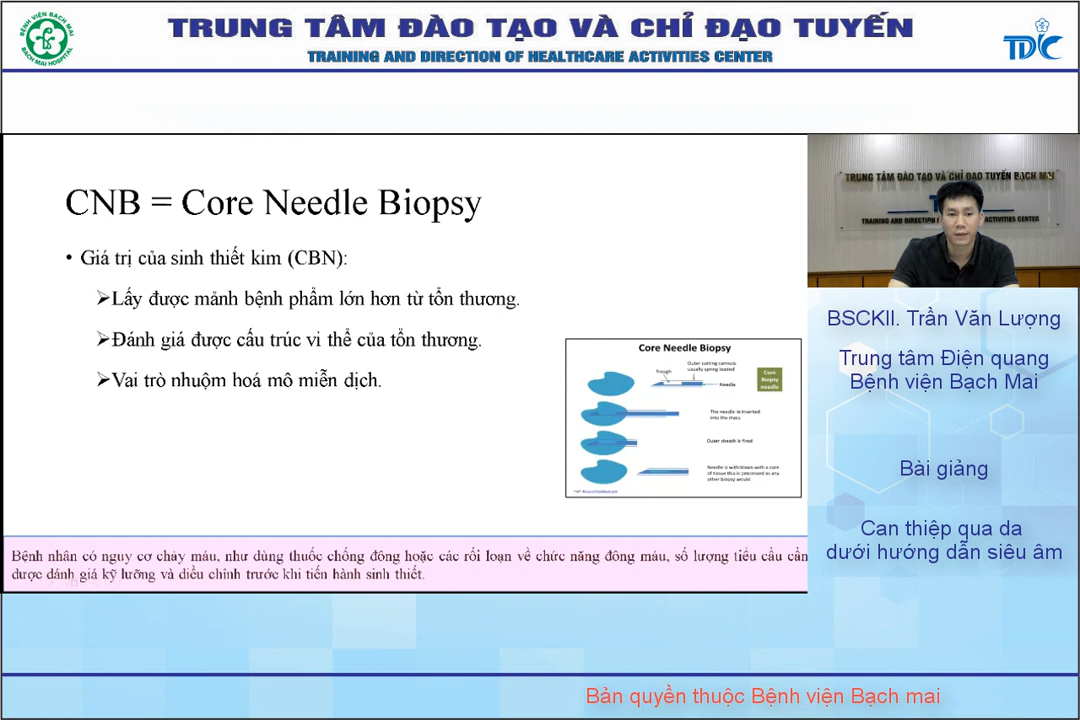 BỆNH VIỆN BẠCH MAI
BACH MAI HOSPITAL
TRUNG TÂM ĐÀO TẠO VÀ CHỈ ĐẠO TUYẾN
TRAINING AND DIRECTION OF HEALTHCARE ACTIVITIES CENTER
TDC
CNB = Core Needle Biopsy
• Giá trị của sinh thiết kim (CBN):
➢Lấy được mảnh bệnh phẩm lớn hơn từ tổn thương.
➢Đánh giá được cấu trúc vi thể của tổn thương.
➢Vai trò nhuộm hoá mô miễn dịch.
Core Needle Biopsy
Outer cutting cannula
usually spring loaded
Trough
Needle
Core
Biopsy
needle
The needle is inserted
into the mass
Outer sheath is fired
Needle is withdrawn with a core
of tissue this is processed as any
other biopsy would
Bệnh nhân có nguy cơ chảy máu, như dùng thuốc chống đông hoặc các rối loạn về chức năng đông máu, số lượng tiểu cầu cần
được đánh giá kỹ lưỡng và điều chỉnh trước khi tiến hành sinh thiết.
TRUNG TÂM ĐÀO TẠO VÀ CHỈ ĐẠO TUYẾN BẠCH MAI
TRAINING AND DIRECTION
ACTIVITIES CENTER
BSCKII. Trần Văn Lượng
Trung tâm Điện quang
Bệnh viện Bạch Mai
Bài giảng
Can thiệp qua da
dưới hướng dẫn siêu âm
Bản quyền thuộc Bệnh viện Bạch mai